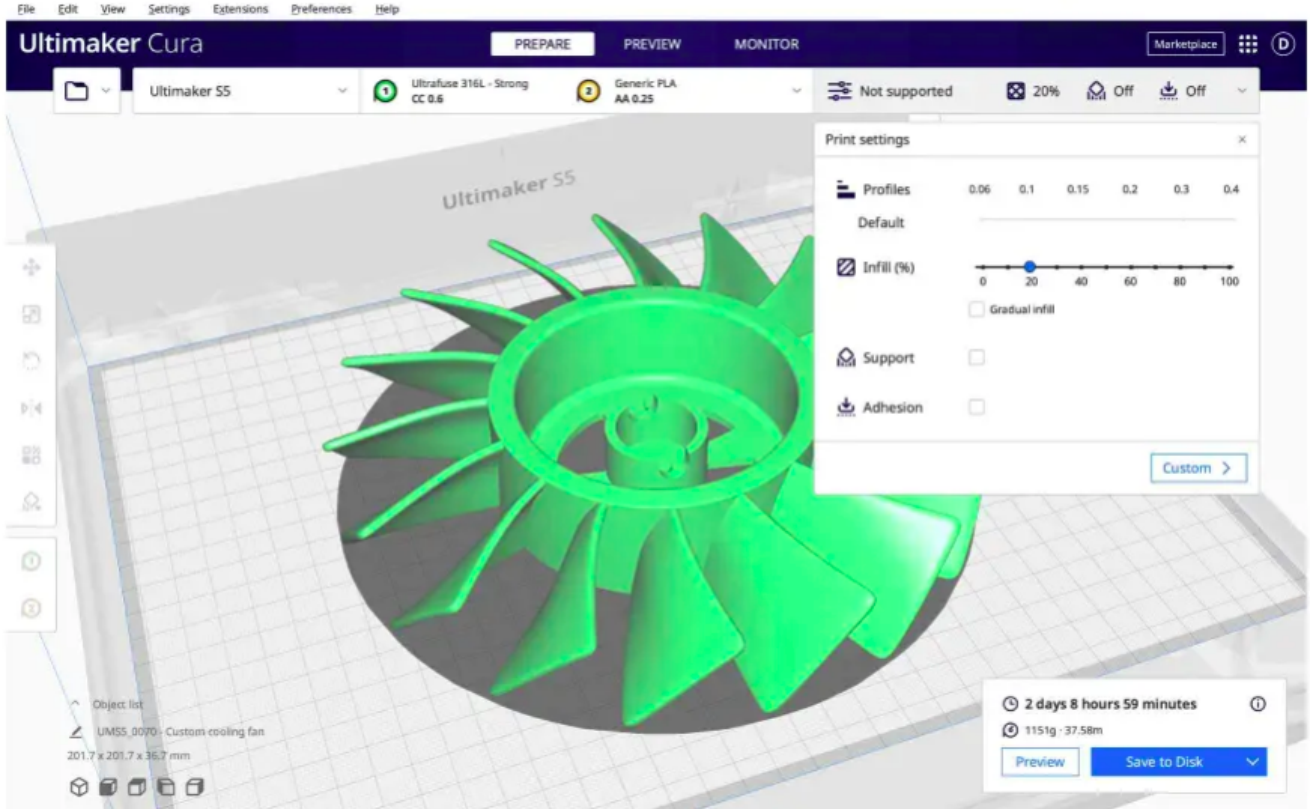 File Edit View Settings Extensions Preferences Help
Ultimaker Cura
PREPARE PREVIEW MONITOR
Marketplace
D
Ultimaker S5
1
Ultrafuse 316L - Strong
CC 0.6
2
Generic PLA
AA 0.25
Not supported
20%
Off
Off
Print settings
Profiles 0.06 0.1 0.15 0.2 0.3 0.4
Default
Infill (%)
0 20 40 60 80 100
Gradual infill
Support
Adhesion
Custom
Ultimaker S5
1
2
Object list
UMS5_0070 - Custom cooling fan
201.7 x 201.7 x 36.7 mm
2 days 8 hours 59 minutes
1151g · 37.58m
Preview Save to Disk